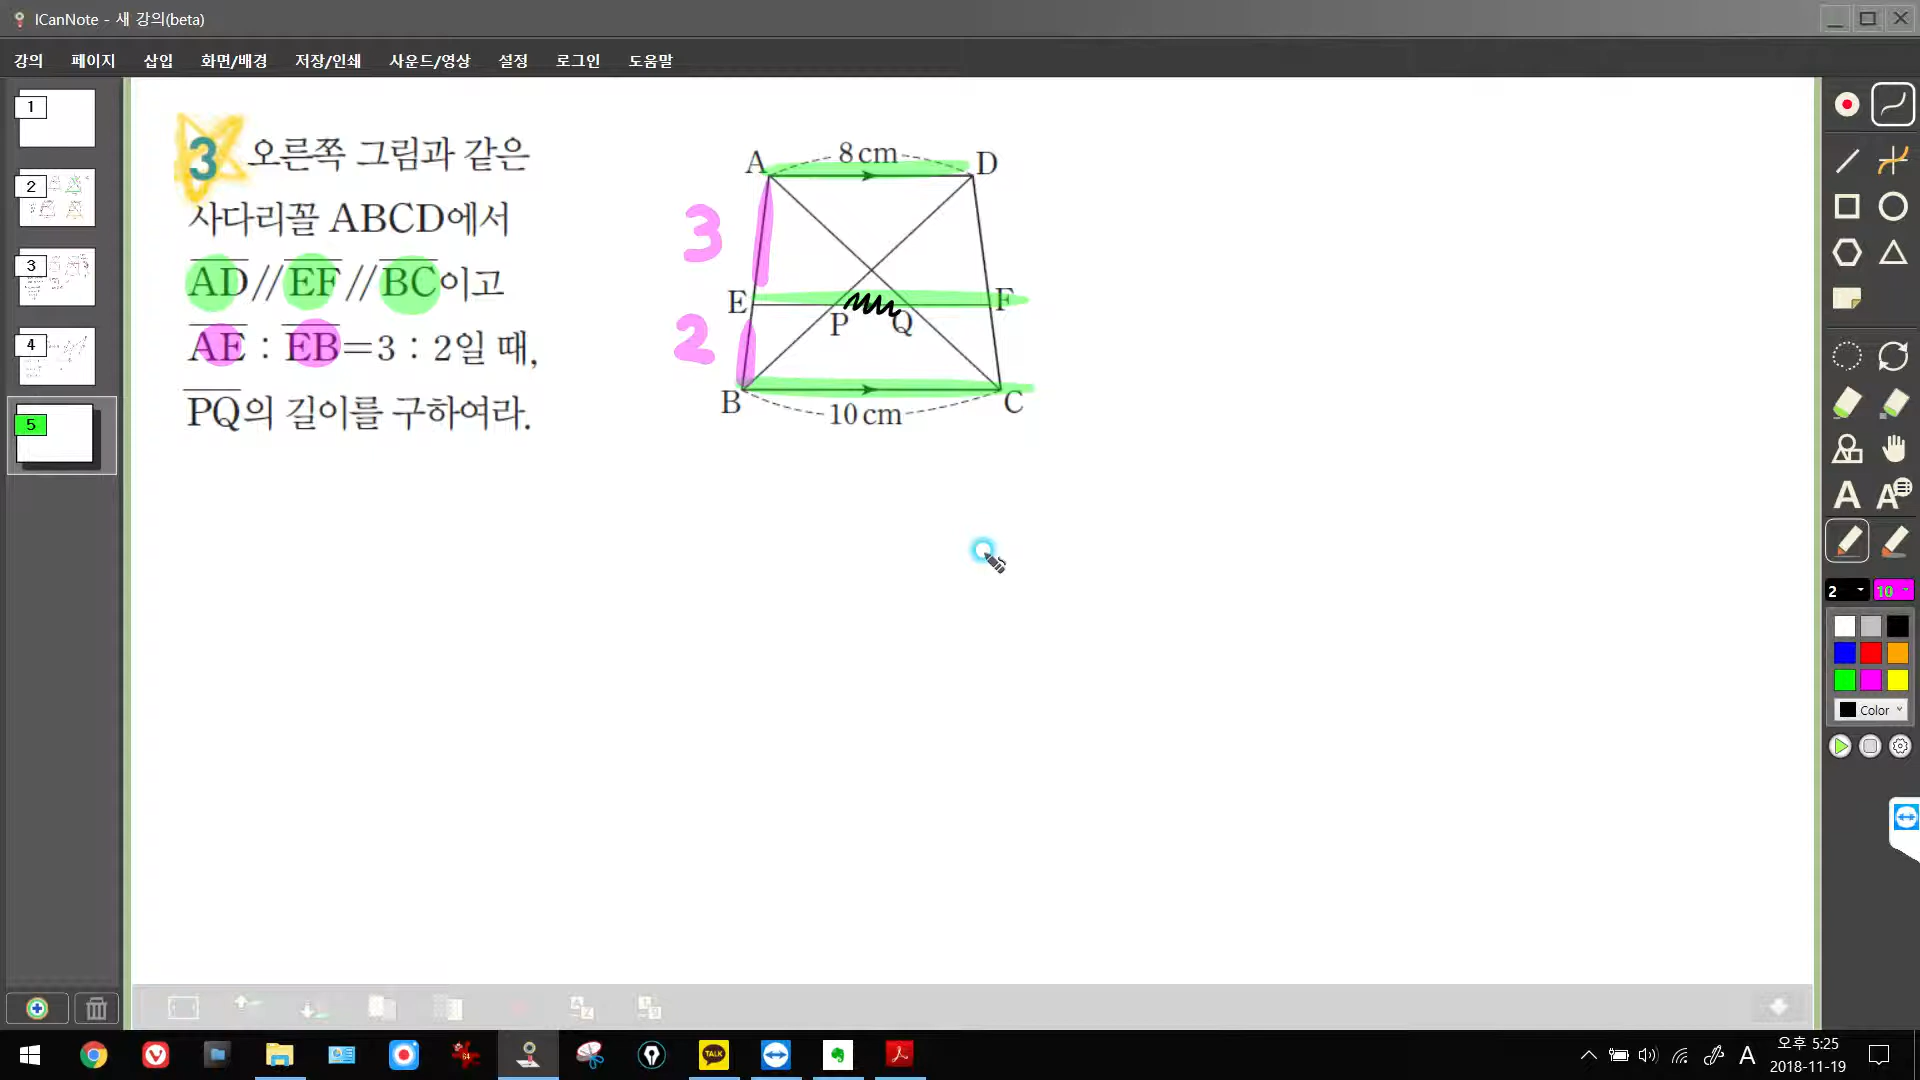 ICanNote - 새 강의(beta)
강의 페이지 삽입 화면/배경 저장/인쇄 사운드/영상 설정 로그인 도움말
1
2
3
4
5
3 오른쪽 그림과 같은
사다리꼴 ABCD에서
AD//EF//BC이고
AE : EB=3 : 2일 때,
PQ의 길이를 구하여라.
A 8 cm D
3
E P Q F
2
B 10 cm C
A A
2 10
Color
TALK
64
A 오후 5:25
2018-11-19